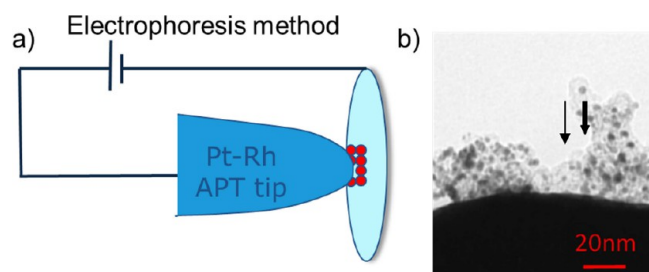 Electrophoresis method
a)
b)
Pt-Rh
APT tip
20nm